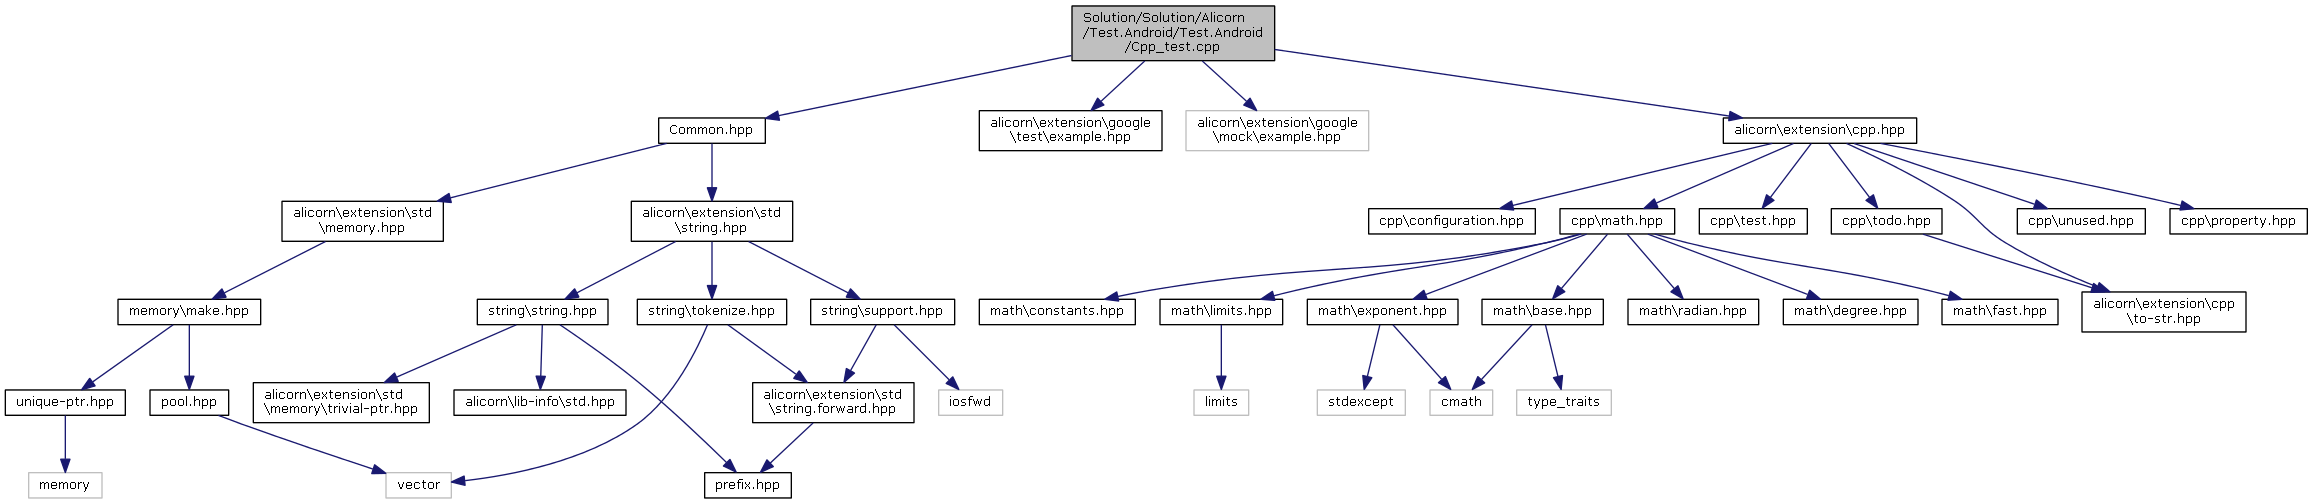 Solution/Solution/Alicorn
/Test.Android/Test.Android
/Cpp_test.cpp
Common.hpp
alicorn\extension\google
\test\example.hpp
alicorn\extension\google
\mock\example.hpp
alicorn\extension\cpp.hpp
alicorn\extension\std
\memory.hpp
alicorn\extension\std
\string.hpp
cpp\configuration.hpp
cpp\math.hpp
cpp\test.hpp
cpp\todo.hpp
cpp\unused.hpp
cpp\property.hpp
memory\make.hpp
string\string.hpp
string\tokenize.hpp
string\support.hpp
math\constants.hpp
math\limits.hpp
math\exponent.hpp
math\base.hpp
math\radian.hpp
math\degree.hpp
math\fast.hpp
alicorn\extension\cpp
\to-str.hpp
unique-ptr.hpp
pool.hpp
alicorn\extension\std
\memory\trivial-ptr.hpp
alicorn\lib-info\std.hpp
alicorn\extension\std
\string.forward.hpp
iosfwd
limits
stdexcept
cmath
type_traits
memory
vector
prefix.hpp